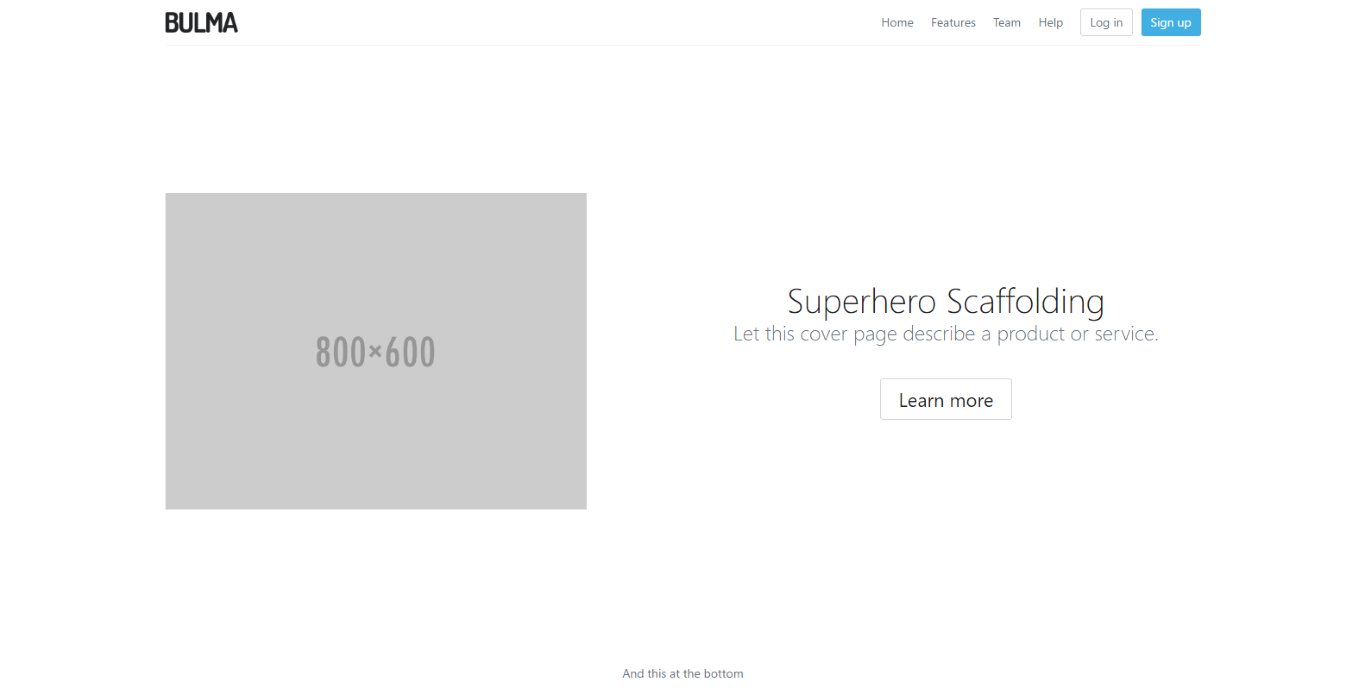 BULMA
Home Features Team Help Log in Sign up
800×600
Superhero Scaffolding
Let this cover page describe a product or service.
Learn more
And this at the bottom